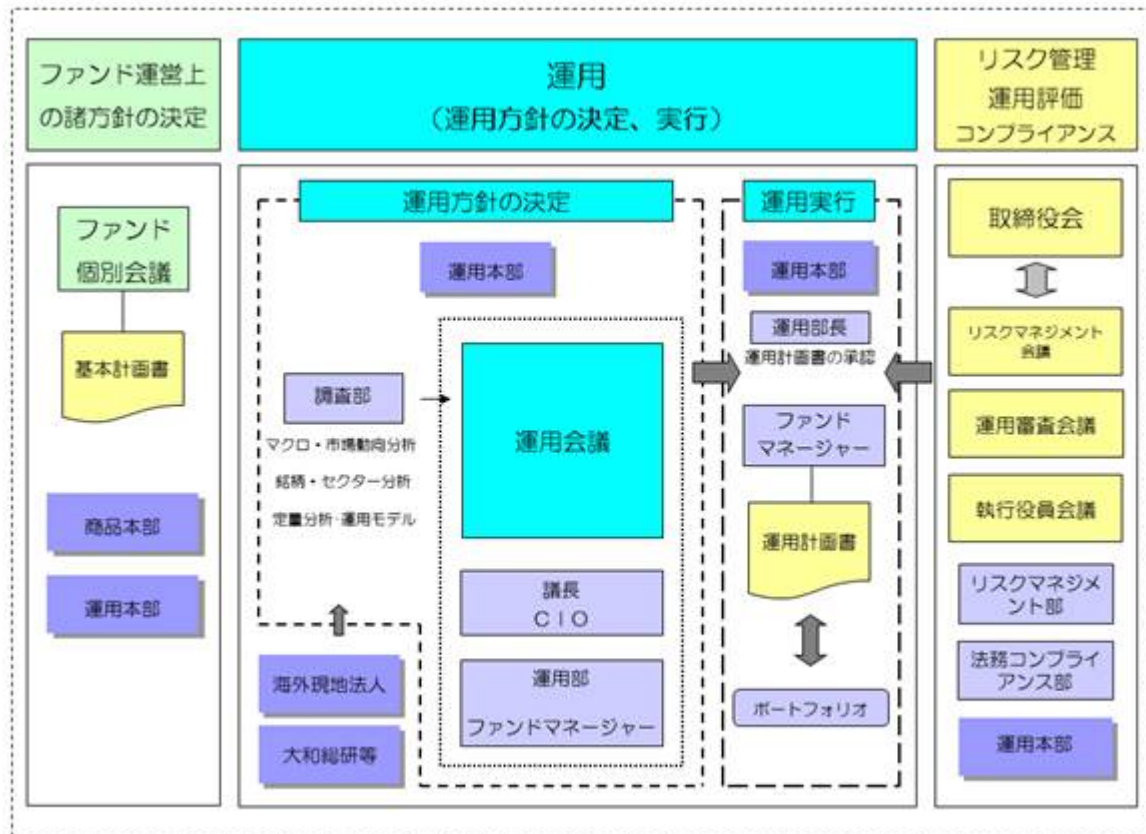 ファンド運営上
の諸方針の決定
運用
(運用方針の決定、実行)
リスク管理
運用評価
コンプライアンス
ファンド
個別会議
基本計画書
商品本部
運用本部
運用方針の決定
運用本部
調査部
マクロ・市場動向分析
銘柄・セクター分析
定量分析・運用モデル
運用会議
議長
CIO
運用部
ファンドマネージャー
海外現地法人
大和総研等
運用実行
運用本部
運用部長
運用計画書の承認
ファンド
マネージャー
運用計画書
ポートフォリオ
取締役会
リスクマネジメント
会議
運用審査会議
執行役員会議
リスクマネジメ
ント部
法務コンプライ
アンス部
運用本部